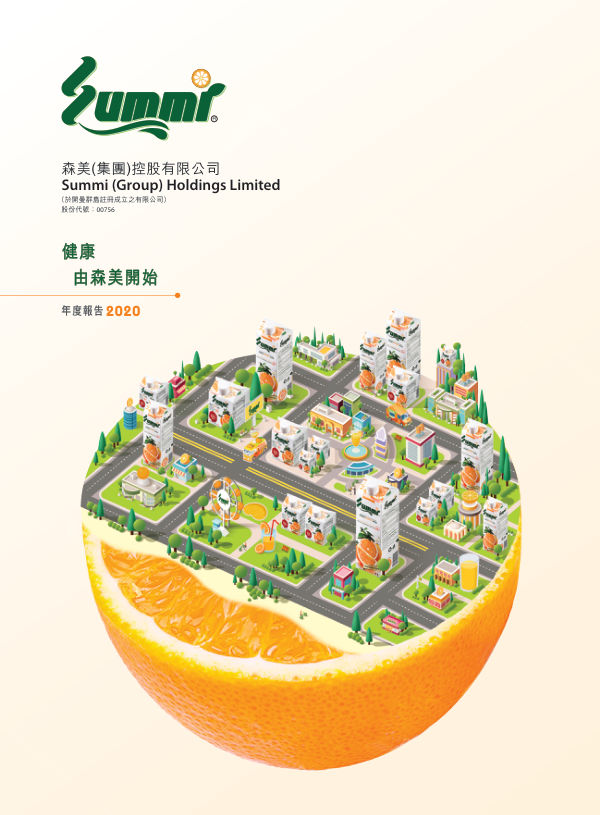 Summi®
森美(集團)控股有限公司
Summi (Group) Holdings Limited
(於開曼群島註冊成立之有限公司)
股份代號：00756
健康
由森美開始
年度報告 2020